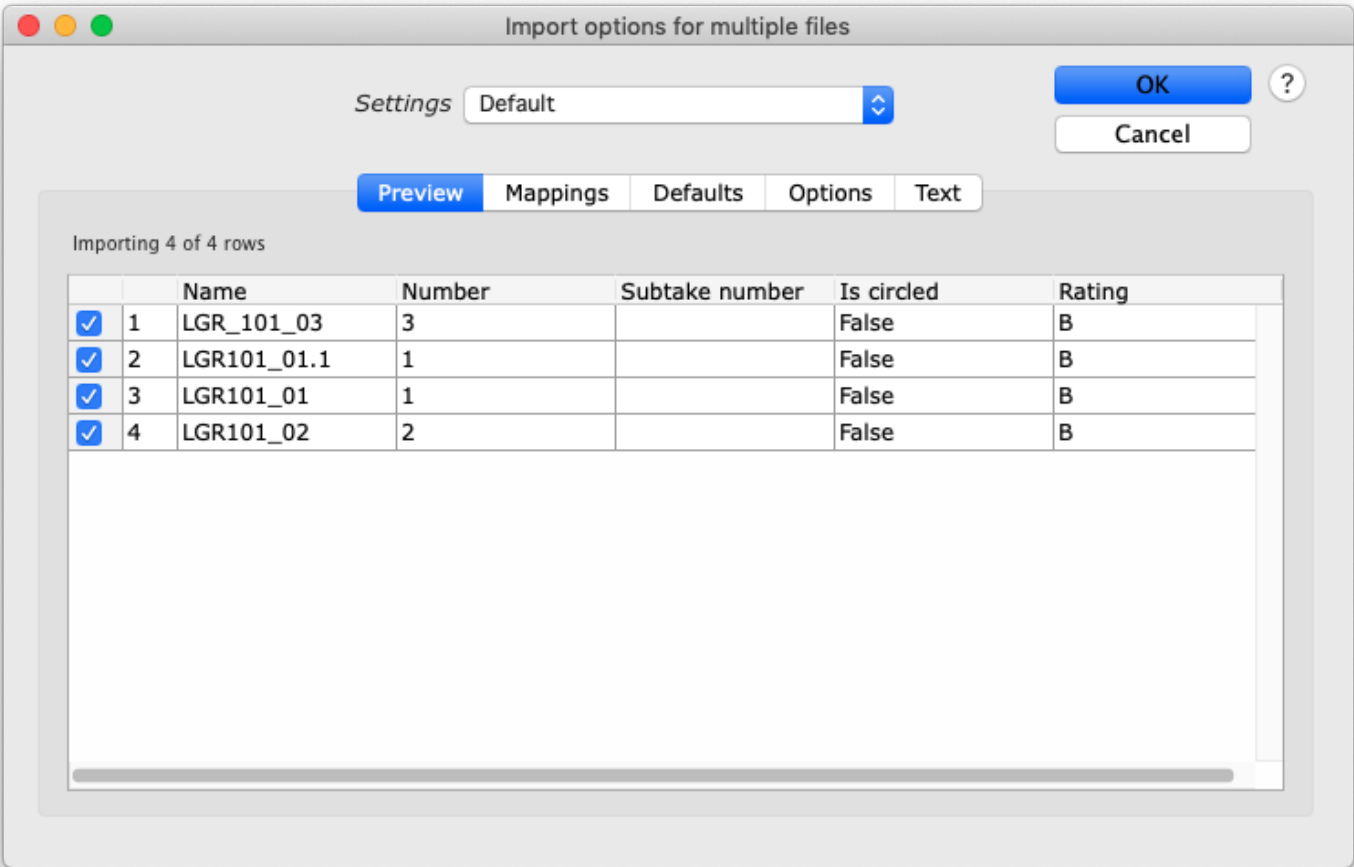 Import options for multiple files
Settings Default
OK ?
Cancel
Preview Mappings Defaults Options Text
Importing 4 of 4 rows
Name Number Subtake number Is circled Rating
1 LGR_101_03 3 False B
2 LGR101_01.1 1 False B
3 LGR101_01 1 False B
4 LGR101_02 2 False B